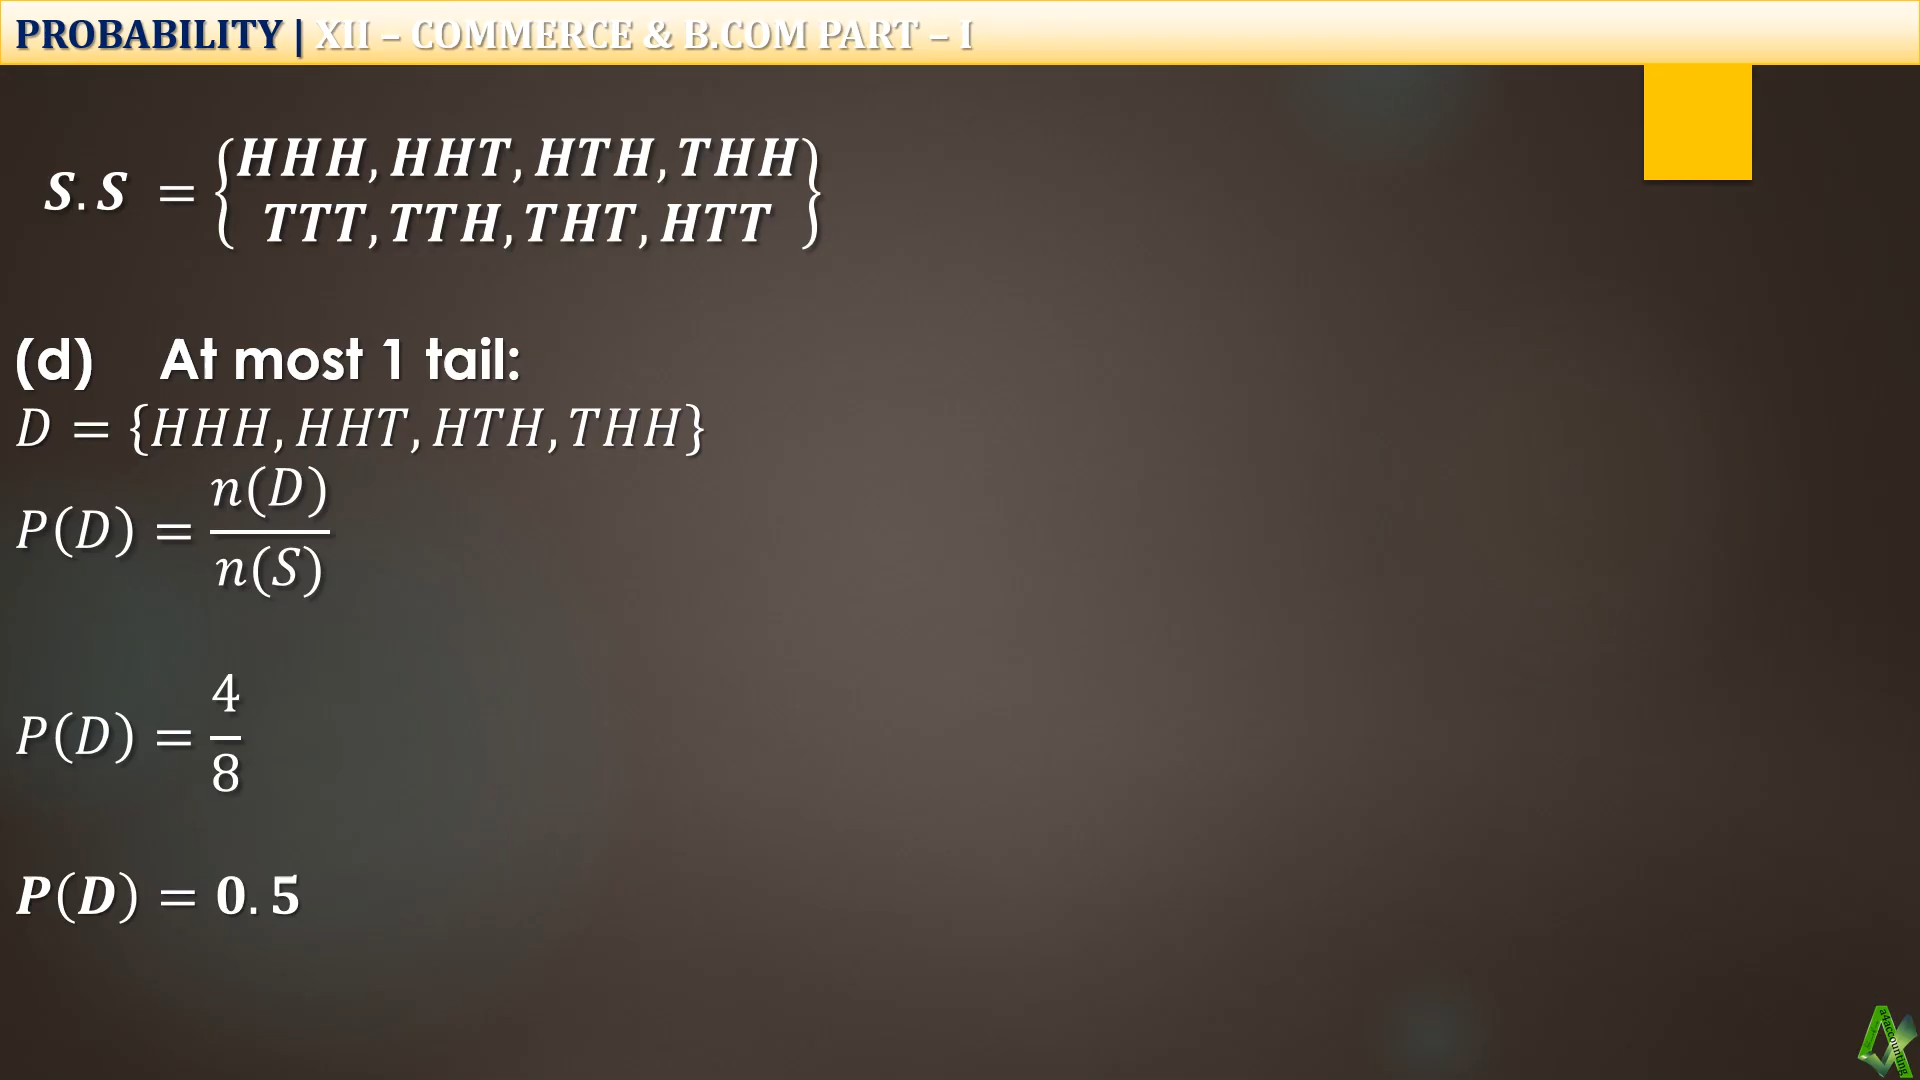 PROBABILITY | XII – COMMERCE & B.COM PART – I
S.S = {HHH, HHT, HTH, THH
TTT, TTH, THT, HTT}
(d) At most 1 tail:
D = {HHH, HHT, HTH, THH}
P(D) = n(D)/n(S)
P(D) = 4/8
P(D) = 0.5
a4accounting